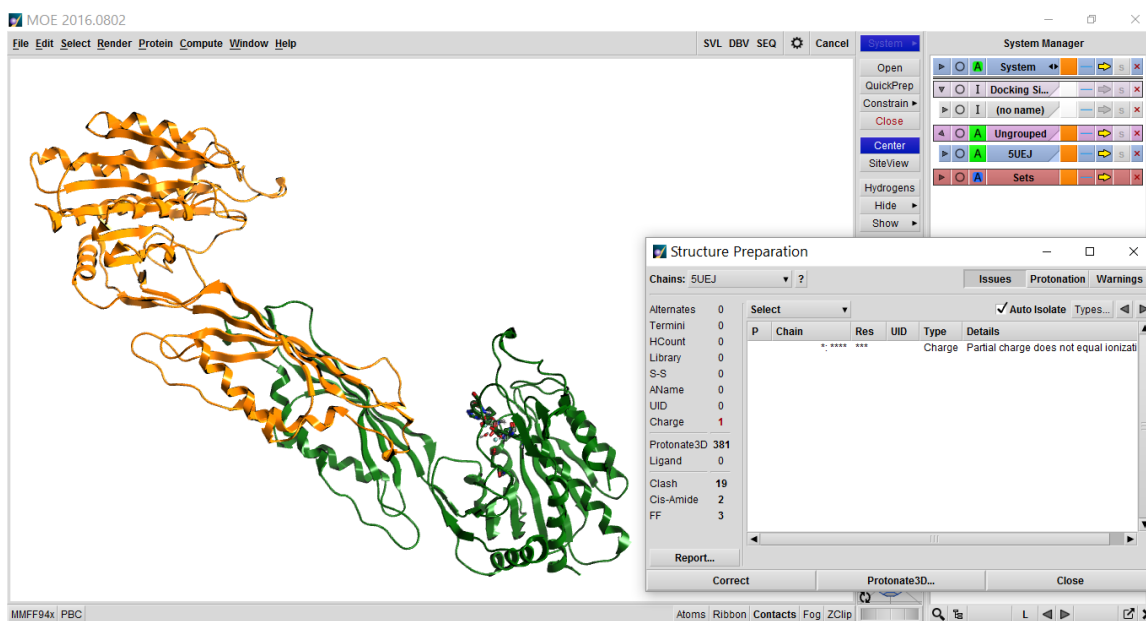 MOE 2016.0802
File Edit Select Render Protein Compute Window Help
SVL DBV SEQ Cancel
System
Open
QuickPrep
Constrain
Close
Center
SiteView
Hydrogens
Hide
Show
System Manager
A System s x
I Docking Si... s x
I (no name) s x
A Ungrouped s x
A 5UEJ s x
A Sets s x
Structure Preparation
Chains: 5UEJ ?
Issues Protonation Warnings
Alternates 0
Termini 0
HCount 0
Library 0
S-S 0
AName 0
UID 0
Charge 1
Protonate3D 381
Ligand 0
Clash 19
Cis-Amide 2
FF 3
Report...
Select
Auto Isolate Types...
P Chain Res UID Type Details
*: **** *** Charge Partial charge does not equal ionizati
Correct Protonate3D... Close
MMFF94x PBC
Atoms Ribbon Contacts Fog ZClip
L